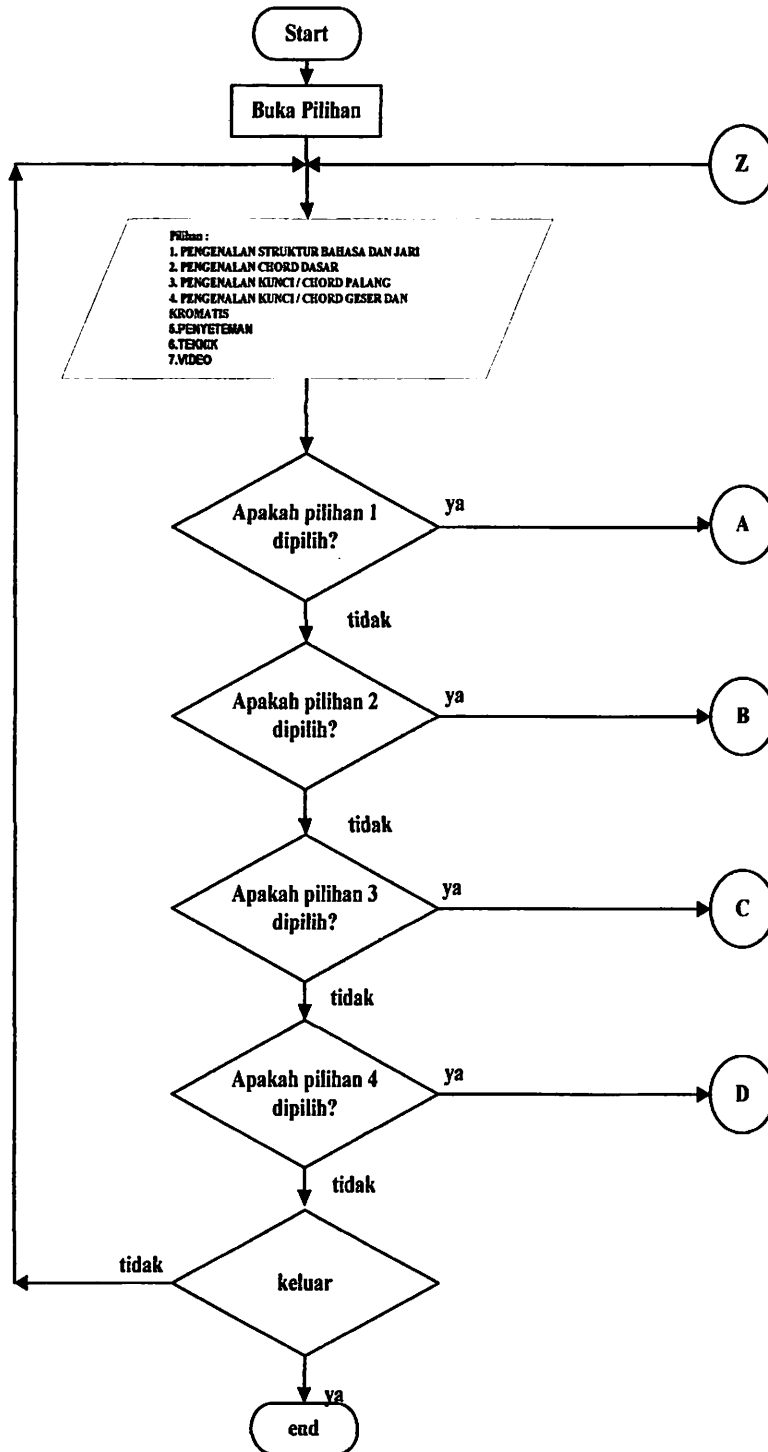 Start
Buka Pilihan
Z
Pilihan :
1. PENGENALAN STRUKTUR BAHASA DAN JARI
2. PENGENALAN CHORD DASAR
3. PENGENALAN KUNCI / CHORD PALANG
4. PENGENALAN KUNCI / CHORD GESER DAN
KROMATIS
5.PENYETEMAN
6.TEKNIK
7.VIDEO
Apakah pilihan 1
dipilih?
ya
A
tidak
Apakah pilihan 2
dipilih?
ya
B
tidak
Apakah pilihan 3
dipilih?
ya
C
tidak
Apakah pilihan 4
dipilih?
ya
D
tidak
keluar
tidak
ya
end